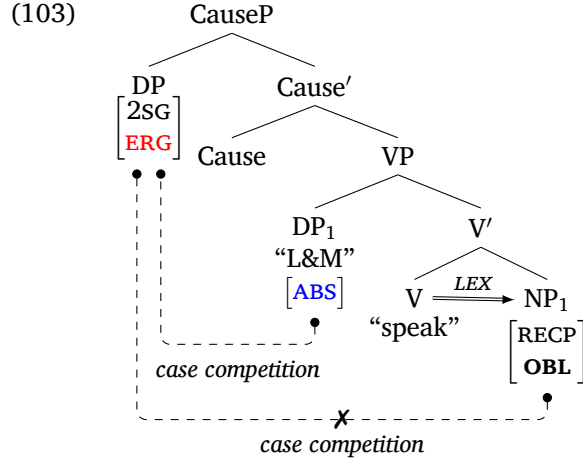 (103) CauseP
DP Cause′
[2SG
ERG] Cause VP
DP₁ V′
"L&M"
[ABS] V LEX NP₁
"speak" [RECP
OBL]
case competition
✗
case competition